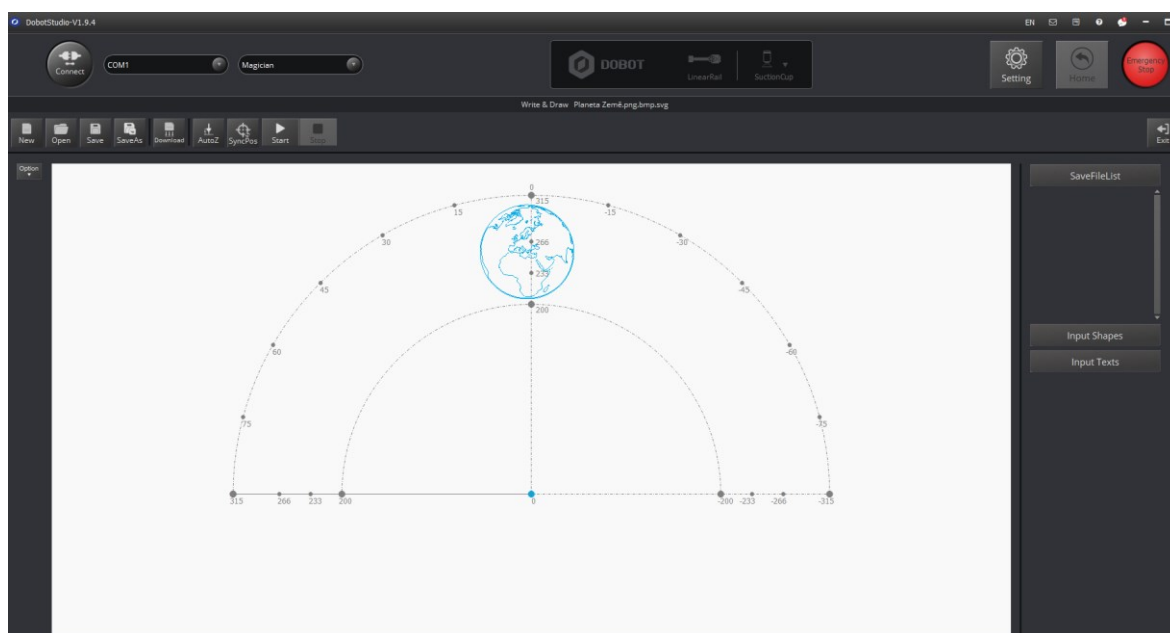 DobotStudio-V1.9.4 EN
Connect COM1 Magician DOBOT LinearRail SuctionCup Setting Home Emergency Stop
Write & Draw Planeta Země.png.bmp.svg
New Open Save SaveAs Download AutoZ SyncPos Start Stop Exit
Option
SaveFileList
0
315
15 -15
266
30 -30
233
45 -45
200
Input Shapes
60 -60
Input Texts
75 -75
315 266 233 200 0 -200 -233 -266 -315